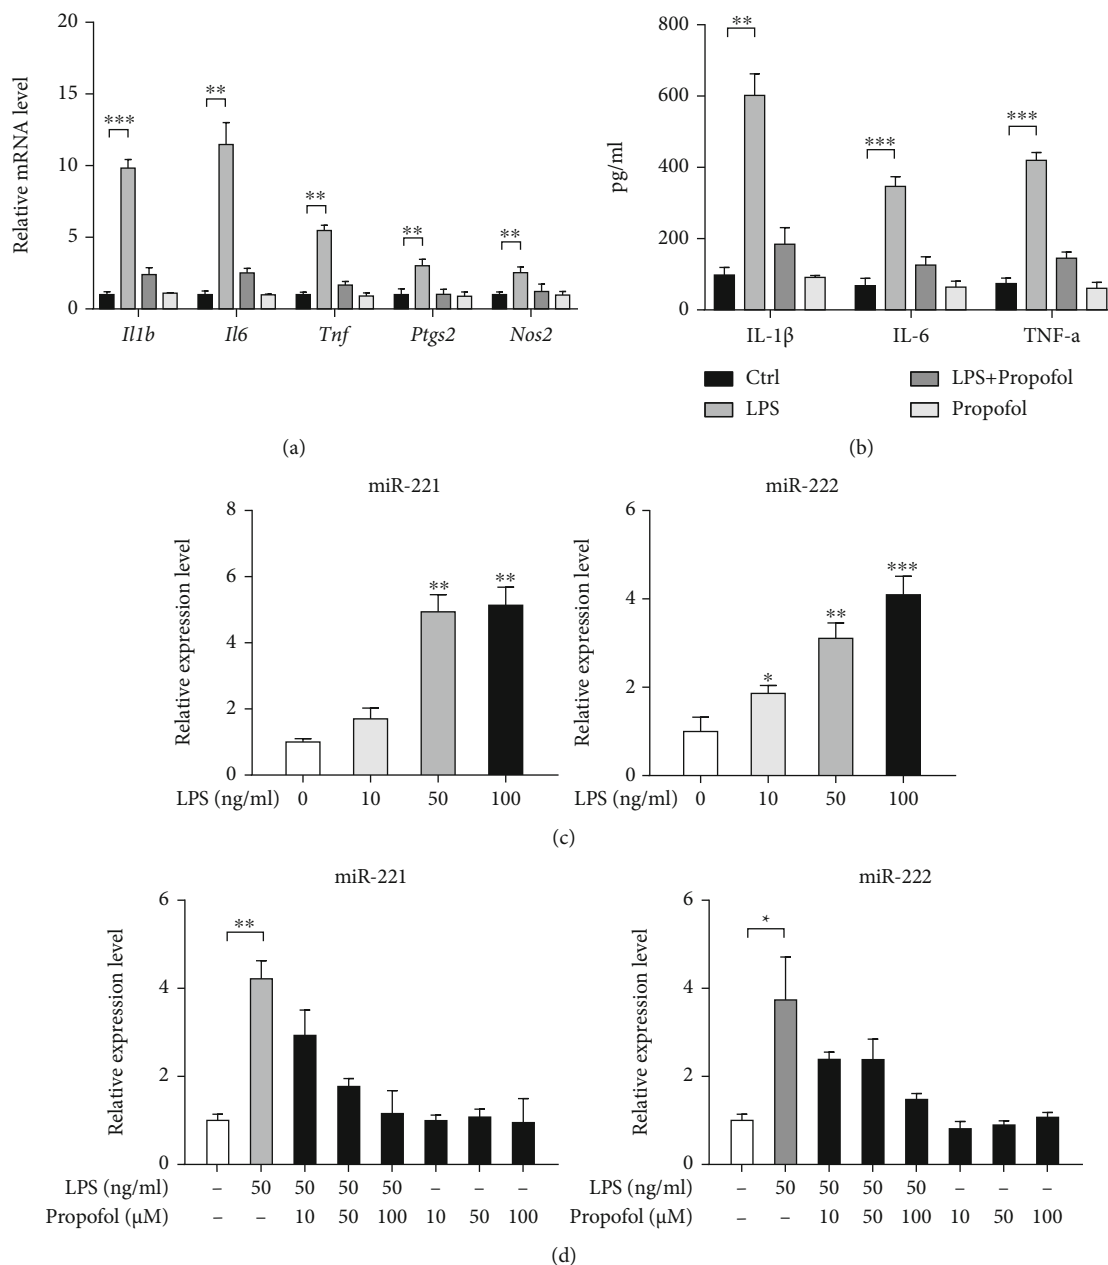 20
15
10
5
0
Relative mRNA level
***
**
**
**
**
Il1b Il6 Tnf Ptgs2 Nos2
(a)
800
600
400
200
0
pg/ml
**
***
***
IL-1β IL-6 TNF-a
Ctrl LPS+Propofol
LPS Propofol
(b)
miR-221
8
6
4
2
0
Relative expression level
** **
LPS (ng/ml) 0 10 50 100
miR-222
6
4
2
0
Relative expression level
*
**
***
LPS (ng/ml) 0 10 50 100
(c)
miR-221
6
4
2
0
Relative expression level
**
LPS (ng/ml) – 50 50 50 50 – – –
Propofol (μM) – – 10 50 100 10 50 100
miR-222
6
4
2
0
Relative expression level
*
LPS (ng/ml) – 50 50 50 50 – – –
Propofol (μM) – – 10 50 100 10 50 100
(d)